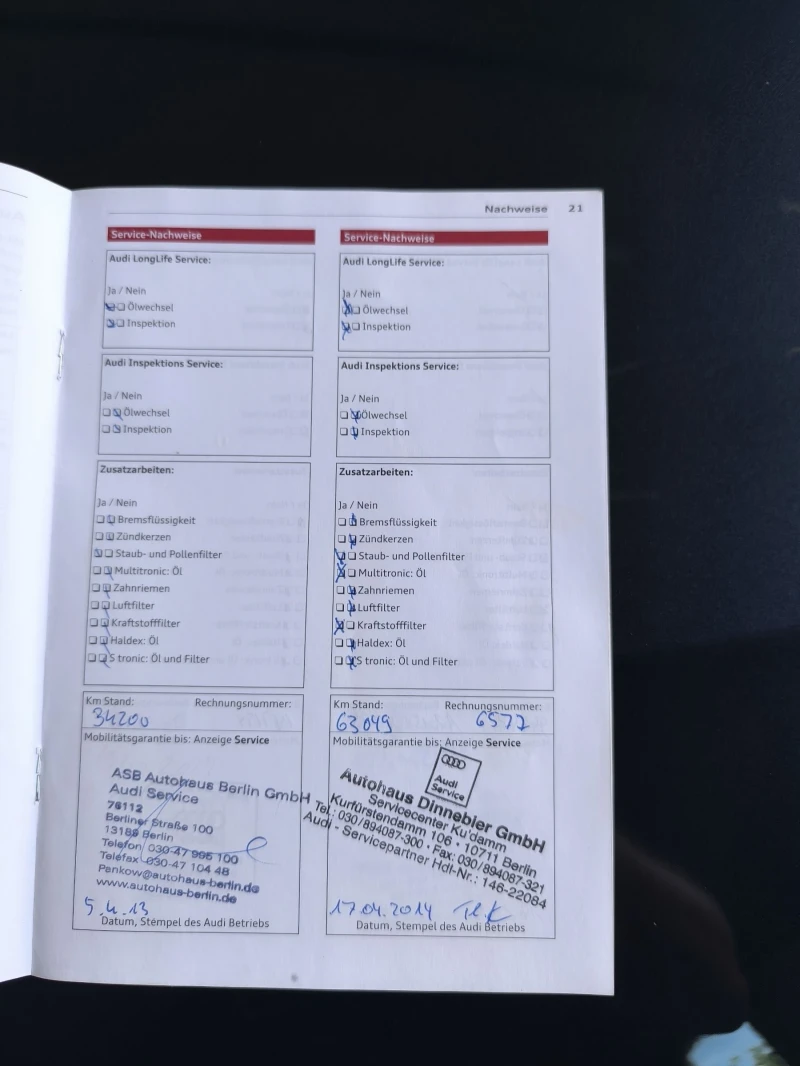 Nachweise 21
Service-Nachweise
Audi LongLife Service:
Ja / Nein
Ölwechsel
Inspektion
Audi Inspektions Service:
Ja / Nein
Ölwechsel
Inspektion
Zusatzarbeiten:
Ja / Nein
Bremsflüssigkeit
Zündkerzen
Staub- und Pollenfilter
Multitronic: Öl
Zahnriemen
Luftfilter
Kraftstofffilter
Haldex: Öl
S tronic: Öl und Filter
Km Stand: Rechnungsnummer:
34200
Mobilitätsgarantie bis: Anzeige Service
ASB Autohaus Berlin GmbH
Audi Service
76112
Berliner Straße 100
13189 Berlin
Telefon 030-47 995 100
Telefax 030-47 104 48
Pankow@autohaus-berlin.de
www.autohaus-berlin.de
5.4.13
Datum, Stempel des Audi Betriebs
Service-Nachweise
Audi LongLife Service:
Ja / Nein
Ölwechsel
Inspektion
Audi Inspektions Service:
Ja / Nein
Ölwechsel
Inspektion
Zusatzarbeiten:
Ja / Nein
Bremsflüssigkeit
Zündkerzen
Staub- und Pollenfilter
Multitronic: Öl
Zahnriemen
Luftfilter
Kraftstofffilter
Haldex: Öl
S tronic: Öl und Filter
Km Stand: Rechnungsnummer:
63049 6577
Mobilitätsgarantie bis: Anzeige Service
Audi
Service
Autohaus Dinnebier GmbH
Servicecenter Ku'damm
Kurfürstendamm 106 · 10711 Berlin
Tel.: 030/894087-300 · Fax: 030/894087-321
Audi - Servicepartner Hdl-Nr.: 146-22084
17.04.2014
Datum, Stempel des Audi Betriebs